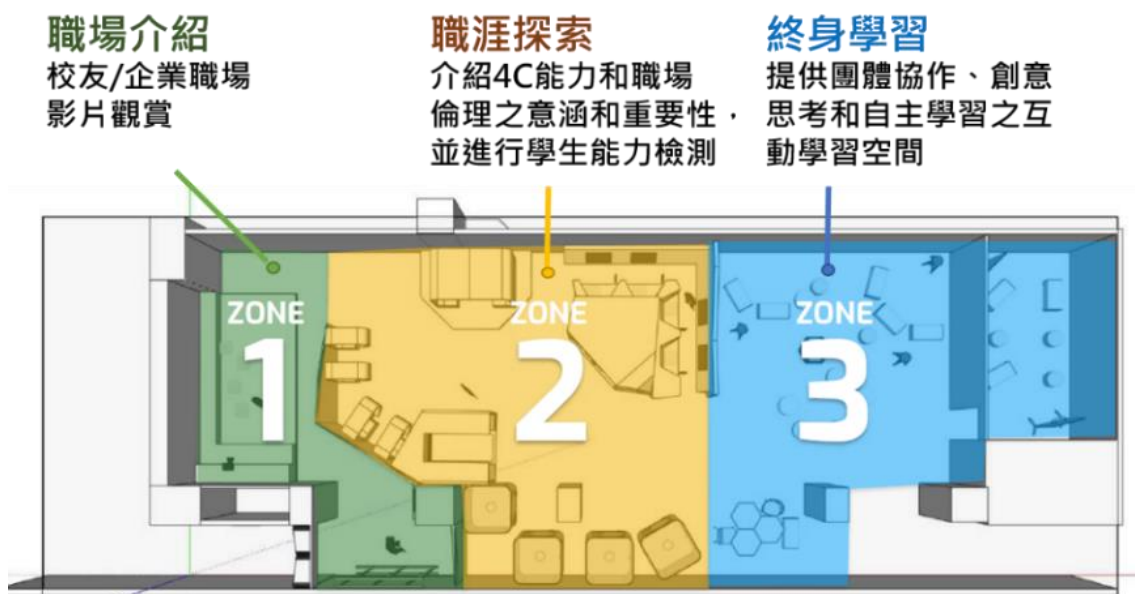 職場介紹
校友/企業職場
影片觀賞
職涯探索
介紹4C能力和職場
倫理之意涵和重要性，
並進行學生能力檢測
終身學習
提供團體協作、創意
思考和自主學習之互
動學習空間
ZONE
1
ZONE
2
ZONE
3